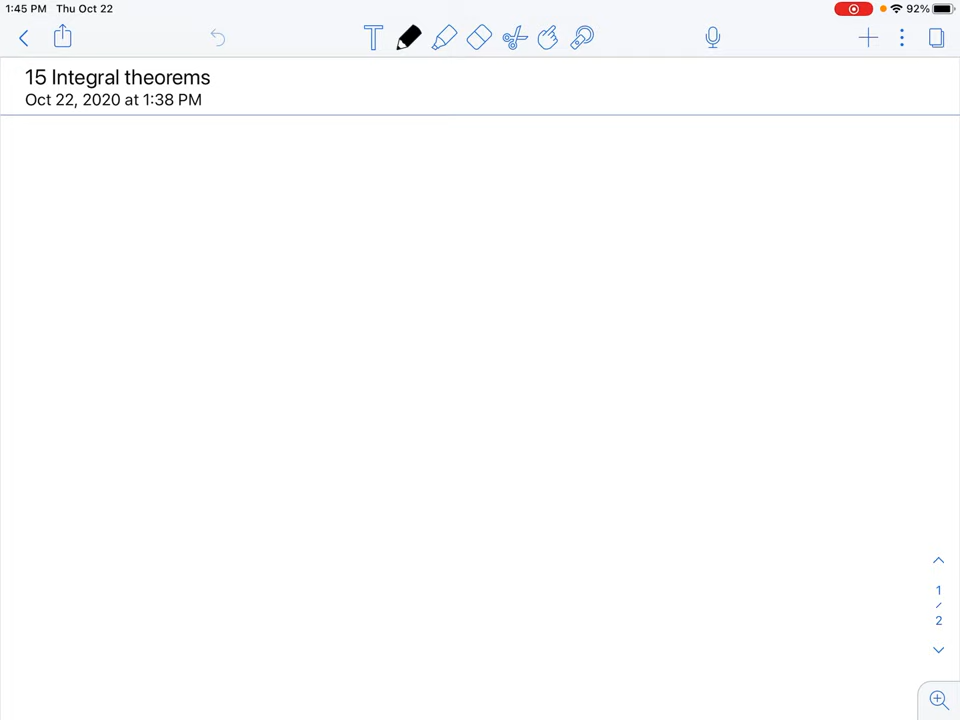 1:45 PM Thu Oct 22
92%
15 Integral theorems
Oct 22, 2020 at 1:38 PM
1
/
2